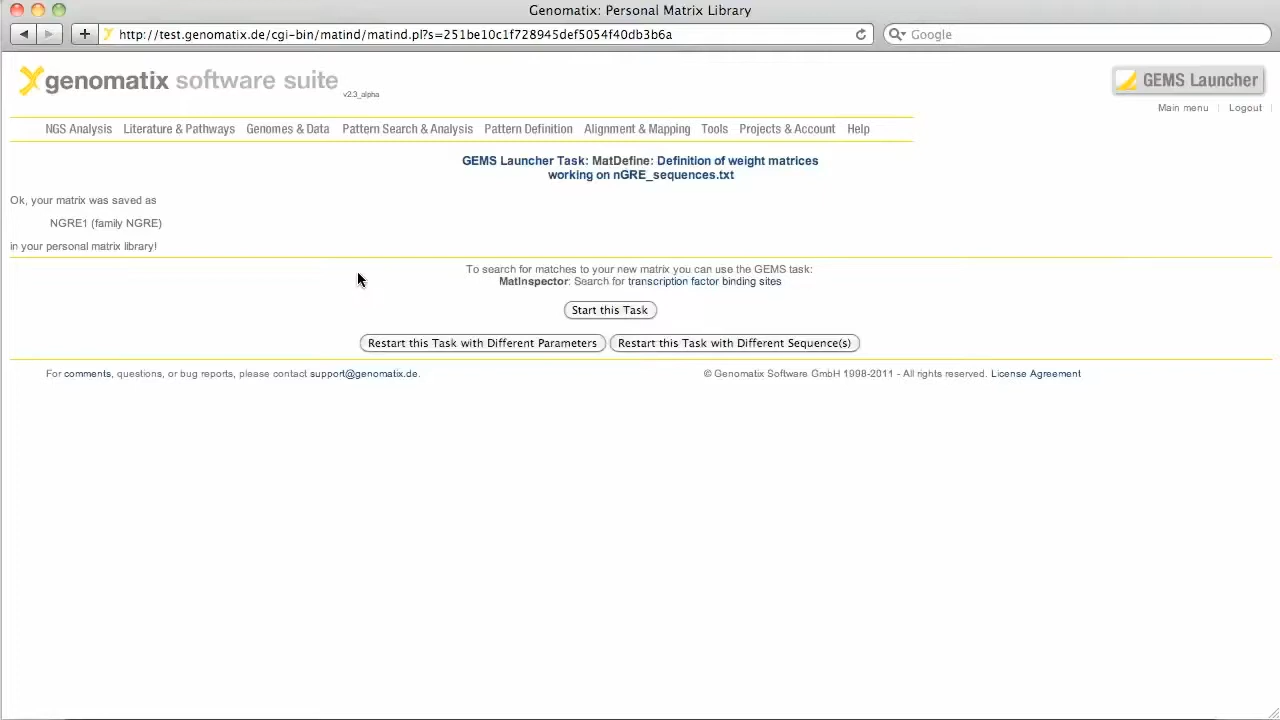 Genomatix: Personal Matrix Library
http://test.genomatix.de/cgi-bin/matind/matind.pl?s=251be10c1f728945def5054f40db3b6a
Google
genomatix software suite v2.3_alpha
GEMS Launcher
Main menu | Logout |
NGS Analysis Literature & Pathways Genomes & Data Pattern Search & Analysis Pattern Definition Alignment & Mapping Tools Projects & Account Help
GEMS Launcher Task: MatDefine: Definition of weight matrices
working on nGRE_sequences.txt
Ok, your matrix was saved as
NGRE1 (family NGRE)
in your personal matrix library!
To search for matches to your new matrix you can use the GEMS task:
MatInspector: Search for transcription factor binding sites
Start this Task
Restart this Task with Different Parameters Restart this Task with Different Sequence(s)
For comments, questions, or bug reports, please contact support@genomatix.de. © Genomatix Software GmbH 1998-2011 - All rights reserved. License Agreement